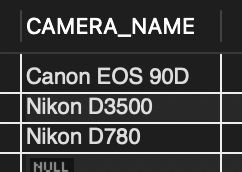 CAMERA_NAME
Canon EOS 90D
Nikon D3500
Nikon D780
NULL